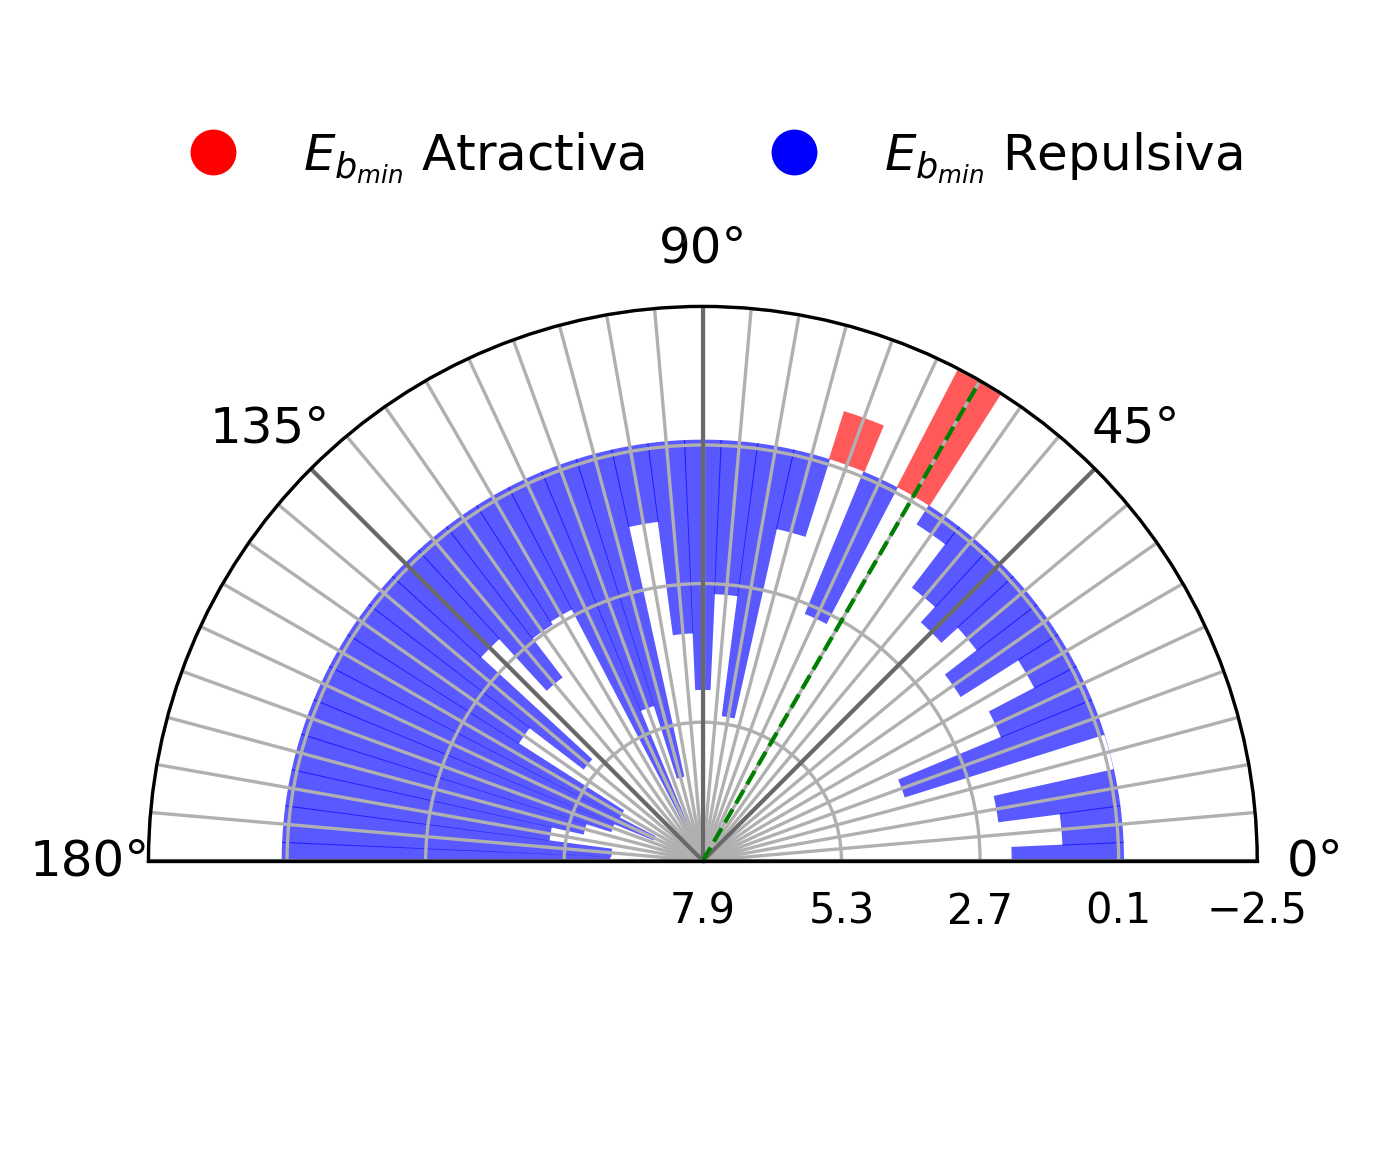 E_{b_{min}} Atractiva E_{b_{min}} Repulsiva
90°
135° 45°
180° 0°
7.9 5.3 2.7 0.1 −2.5